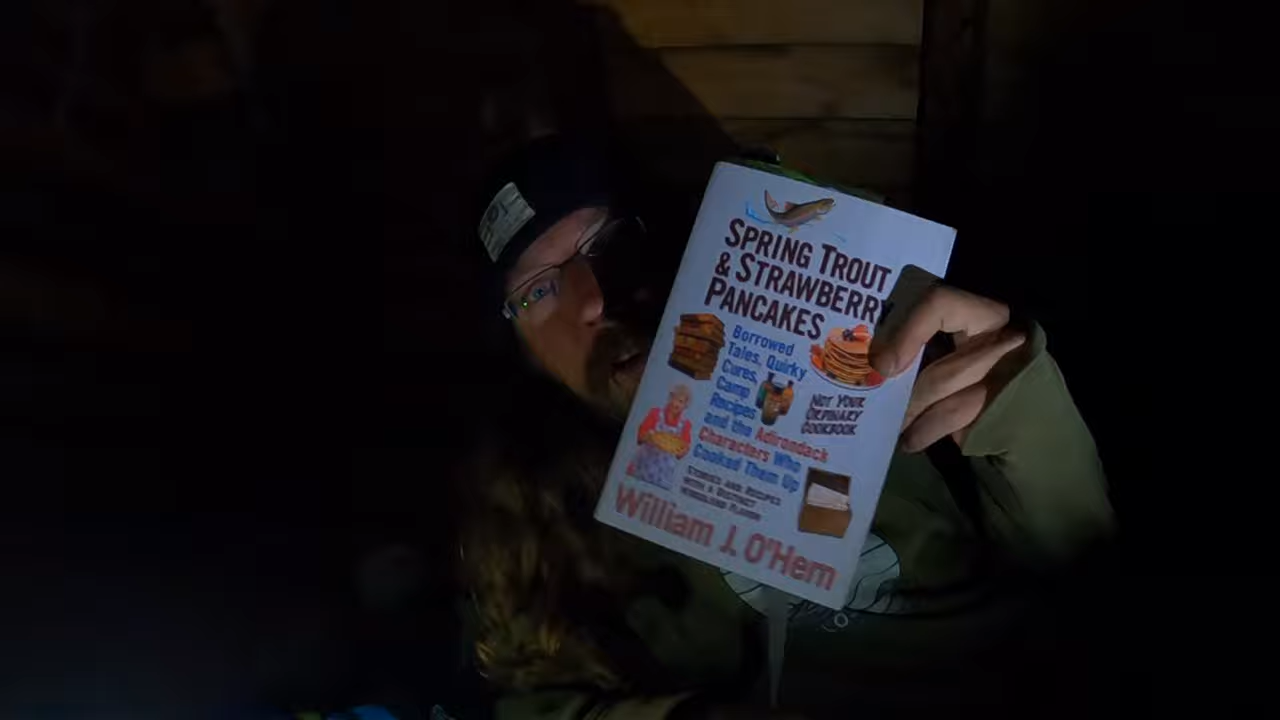 SPRING TROUT
& STRAWBERRY
PANCAKES
Borrowed
Tales, Quirky
Cures,
Camp
Recipes
and the Adirondack
Characters Who
Cooked Them Up
NOT YOUR
ORDINARY
COOKBOOK
STORIES AND RECIPES
WITH A DISTINCT
WOODLAND FLAVOR
William J. O'Hern